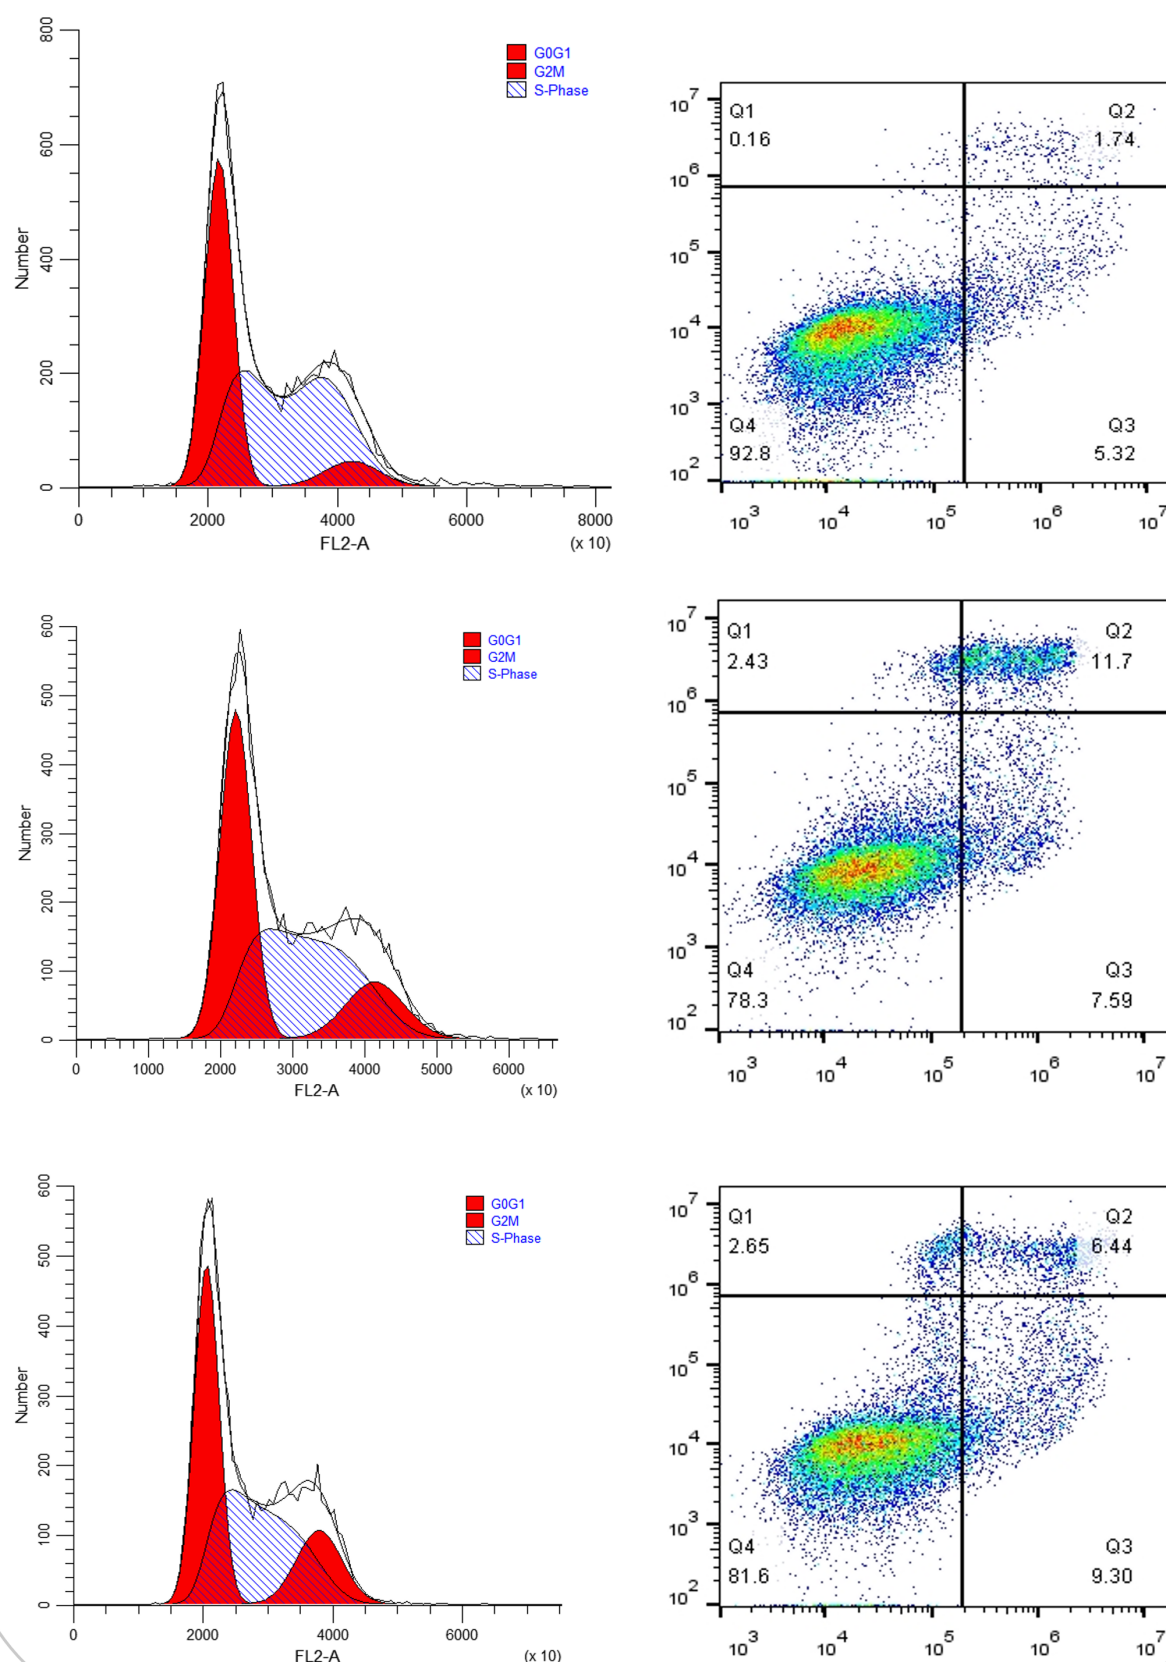 800
600
400
200
0
Number
G0G1
G2M
S-Phase
0 2000 4000 6000 8000
FL2-A
(x 10)
10^7
10^6
10^5
10^4
10^3
10^2
Q1
0.16
Q2
1.74
Q4
92.8
Q3
5.32
10^3 10^4 10^5 10^6 10^7
600
500
400
300
200
100
0
Number
G0G1
G2M
S-Phase
0 1000 2000 3000 4000 5000 6000
FL2-A
(x 10)
10^7
10^6
10^5
10^4
10^3
10^2
Q1
2.43
Q2
11.7
Q4
78.3
Q3
7.59
10^3 10^4 10^5 10^6 10^7
600
500
400
300
200
100
0
Number
G0G1
G2M
S-Phase
0 2000 4000 6000
FL2-A
(x 10)
10^7
10^6
10^5
10^4
10^3
10^2
Q1
2.65
Q2
6.44
Q4
81.6
Q3
9.30
10^3 10^4 10^5 10^6 10^7